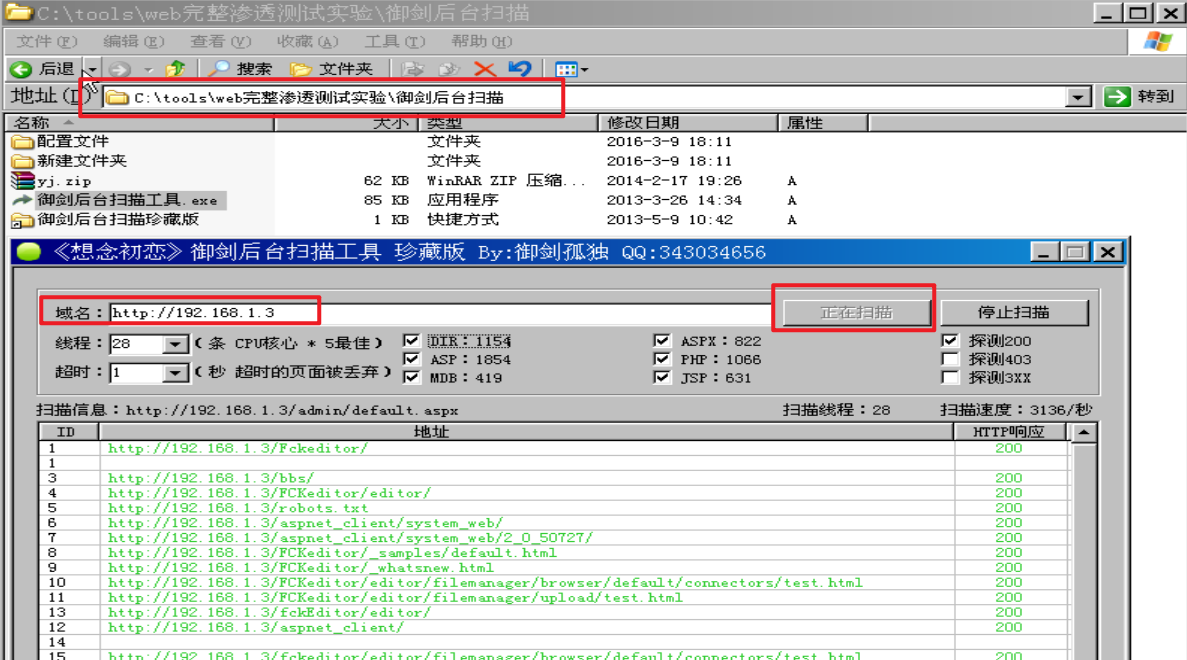 C:\tools\web完整渗透测试实验\御剑后台扫描
文件(F) 编辑(E) 查看(V) 收藏(A) 工具(T) 帮助(H)
后退 搜索 文件夹
地址(D) C:\tools\web完整渗透测试实验\御剑后台扫描 转到
名称 大小 类型 修改日期 属性
配置文件 文件夹 2016-3-9 18:11
新建文件夹 文件夹 2016-3-9 18:11
yj.zip 62 KB WinRAR ZIP 压缩... 2014-2-17 19:26 A
御剑后台扫描工具.exe 85 KB 应用程序 2013-3-26 14:34 A
御剑后台扫描珍藏版 1 KB 快捷方式 2013-5-9 10:42 A
《想念初恋》御剑后台扫描工具 珍藏版 By:御剑孤独 QQ:343034656
域名: http://192.168.1.3 正在扫描 停止扫描
线程: 28 (条 CPU核心 * 5最佳) DIR: 1154 ASPX: 822 探测200
ASP: 1854 PHP: 1066 探测403
超时: 1 (秒 超时的页面被丢弃) MDB: 419 JSP: 631 探测3XX
扫描信息: http://192.168.1.3/admin/default.aspx 扫描线程: 28 扫描速度: 3136/秒
ID 地址 HTTP响应
1 http://192.168.1.3/Fckeditor/ 200
1
3 http://192.168.1.3/bbs/ 200
4 http://192.168.1.3/FCKeditor/editor/ 200
5 http://192.168.1.3/robots.txt 200
6 http://192.168.1.3/aspnet_client/system_web/ 200
7 http://192.168.1.3/aspnet_client/system_web/2_0_50727/ 200
8 http://192.168.1.3/FCKeditor/_samples/default.html 200
9 http://192.168.1.3/FCKeditor/_whatsnew.html 200
10 http://192.168.1.3/FCKeditor/editor/filemanager/browser/default/connectors/test.html 200
11 http://192.168.1.3/FCKeditor/editor/filemanager/upload/test.html 200
13 http://192.168.1.3/fckEditor/editor/ 200
12 http://192.168.1.3/aspnet_client/ 200
14
15 http://192.168.1.3/fckeditor/editor/filemanager/browser/default/connectors/test.html 200